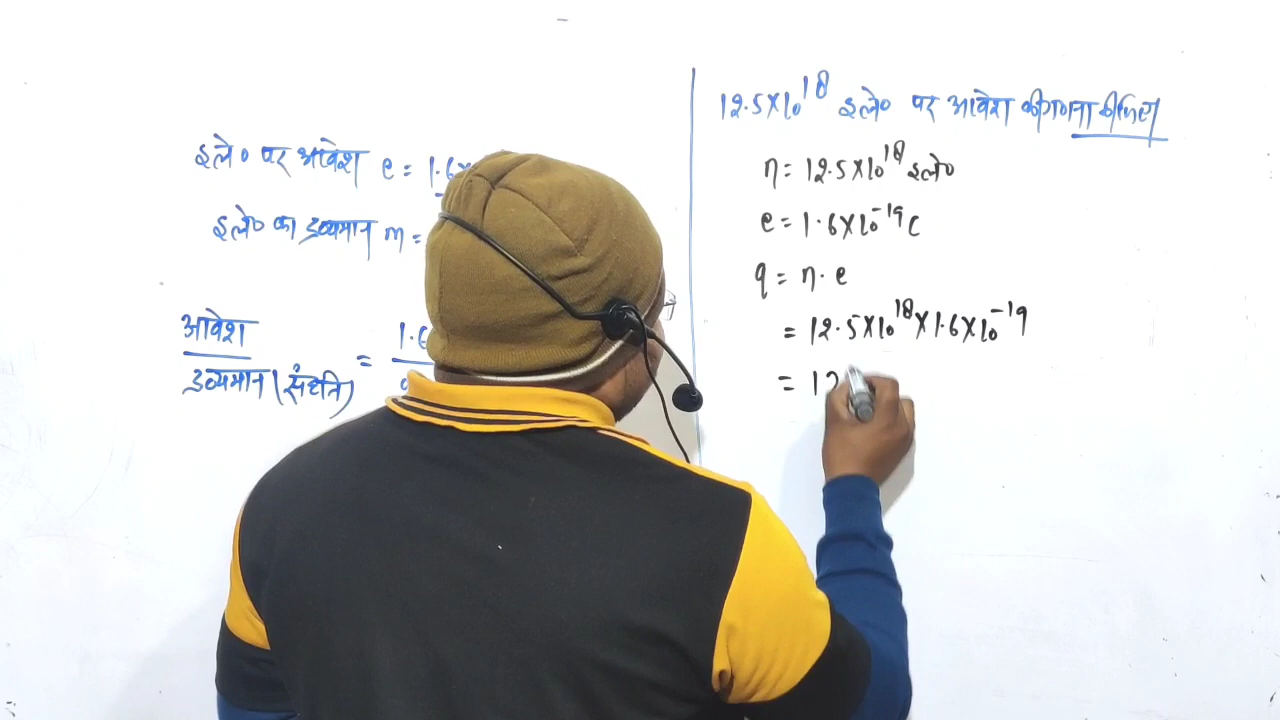 इले० पर आवेश e = 1.6×
इले० का द्रव्यमान m =
आवेश = 1.6
द्रव्यमान (संहति)
12.5×10^18 इले० पर आवेश की गणना कीजिए
n = 12.5×10^18 इले०
e = 1.6×10^-19 C
q = n·e
= 12.5×10^18×1.6×10^-19
= 12